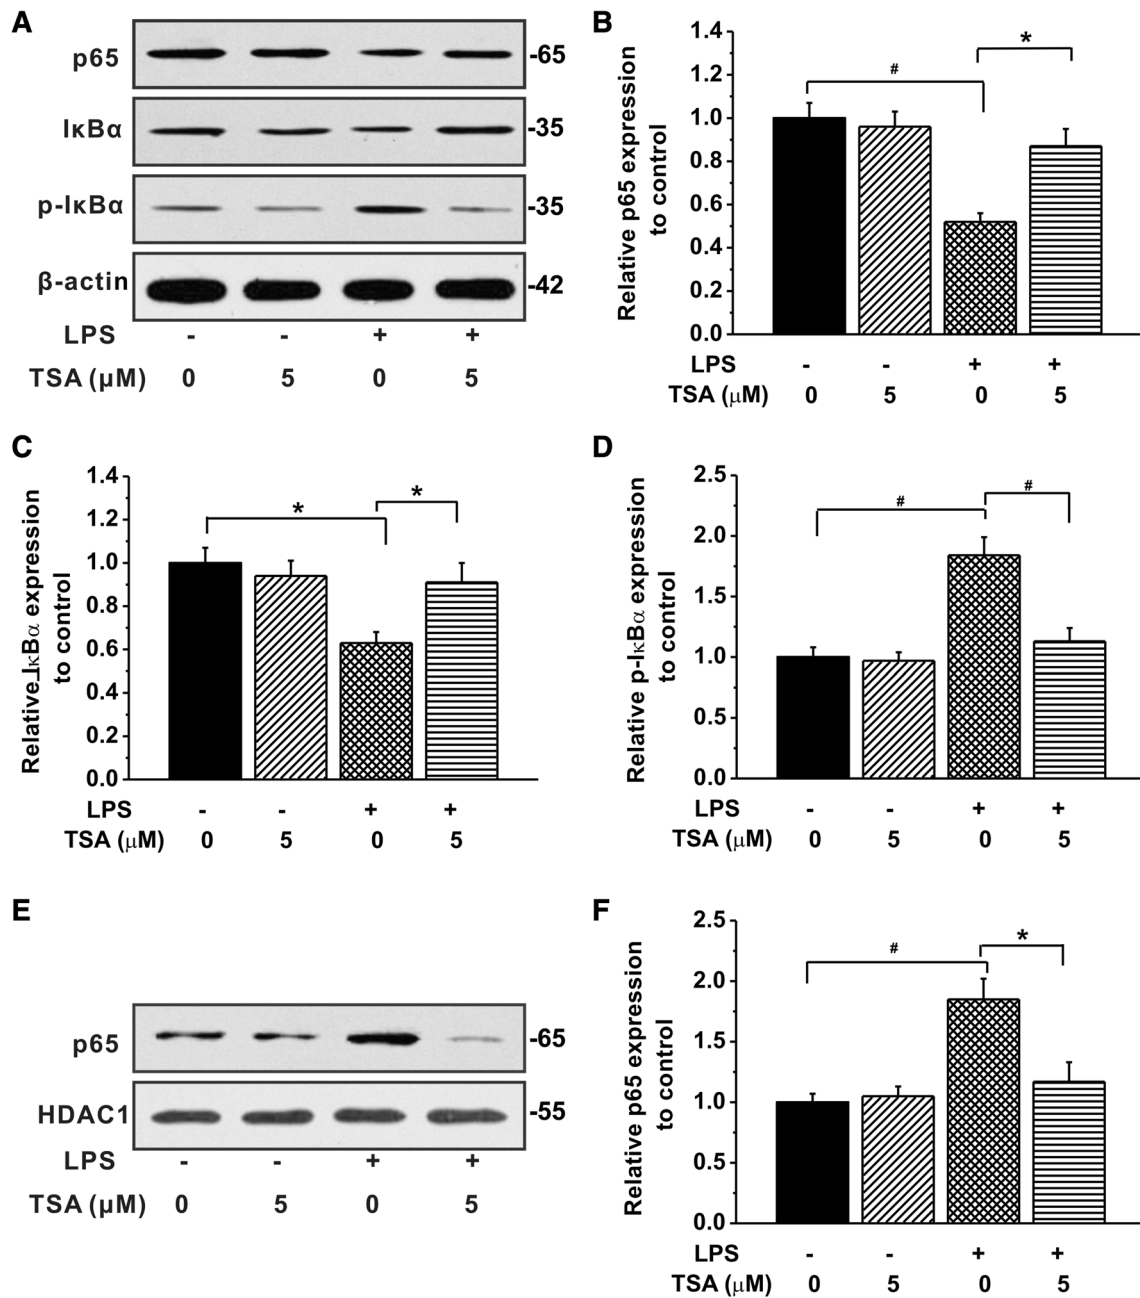 A
p65
-65
IκBα
-35
p-IκBα
-35
β-actin
-42
LPS - - + +
TSA (μM) 0 5 0 5
B
Relative p65 expression
to control
1.4
1.2
1.0
0.8
0.6
0.4
0.2
0.0
#
*
LPS - - + +
TSA (μM) 0 5 0 5
C
Relative IκBα expression
to control
1.4
1.2
1.0
0.8
0.6
0.4
0.2
0.0
*
*
LPS - - + +
TSA (μM) 0 5 0 5
D
Relative p-IκBα expression
to control
2.5
2.0
1.5
1.0
0.5
0.0
#
#
LPS - - + +
TSA (μM) 0 5 0 5
E
p65
-65
HDAC1
-55
LPS - - + +
TSA (μM) 0 5 0 5
F
Relative p65 expression
to control
2.5
2.0
1.5
1.0
0.5
0.0
#
*
LPS - - + +
TSA (μM) 0 5 0 5